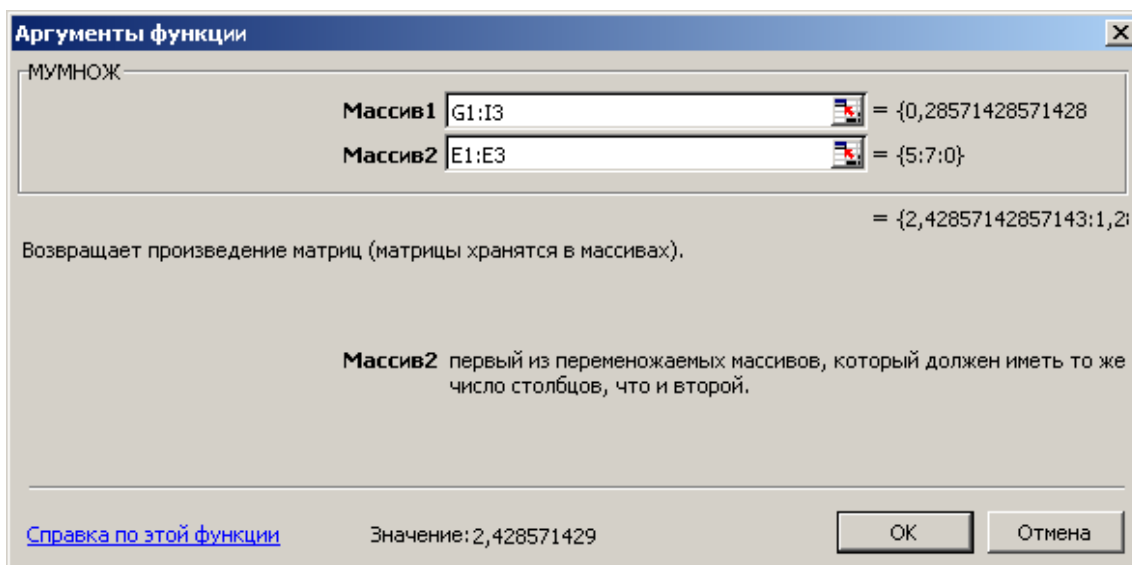 Аргументы функции
МУМНОЖ
Массив1 G1:I3 = {0,28571428571428
Массив2 E1:E3 = {5:7:0}
= {2,42857142857143:1,28
Возвращает произведение матриц (матрицы хранятся в массивах).
Массив2 первый из перемножаемых массивов, который должен иметь то же
число столбцов, что и второй.
Справка по этой функции Значение: 2,428571429 ОК Отмена